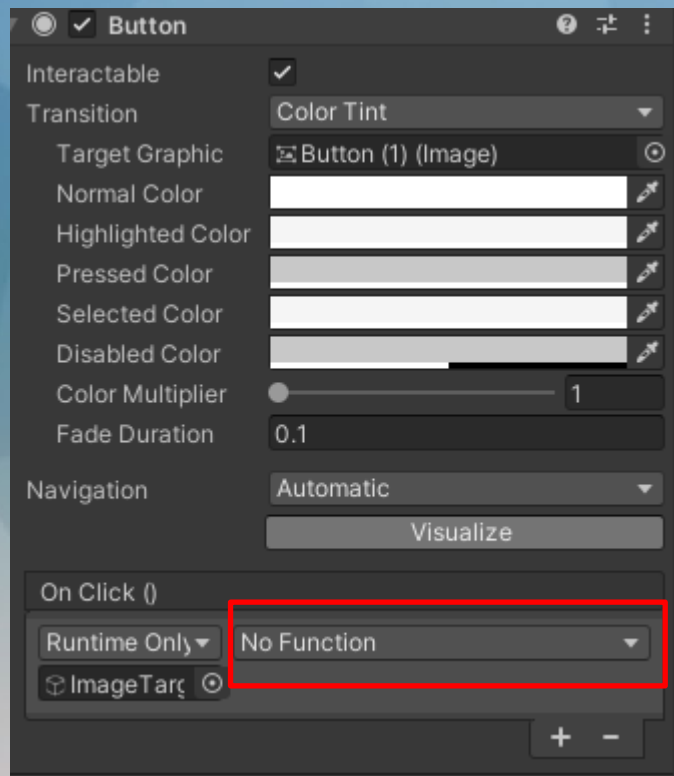 Button
Interactable
Transition Color Tint
Target Graphic Button (1) (Image)
Normal Color
Highlighted Color
Pressed Color
Selected Color
Disabled Color
Color Multiplier 1
Fade Duration 0.1
Navigation Automatic
Visualize
On Click ()
Runtime Only No Function
ImageTarg